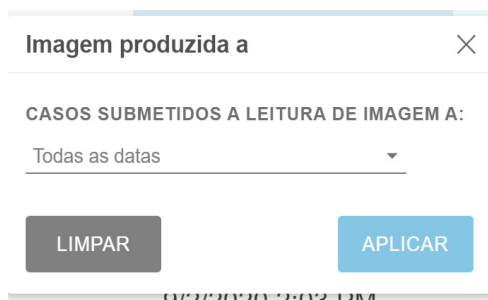 Imagem produzida a
CASOS SUBMETIDOS A LEITURA DE IMAGEM A:
Todas as datas
LIMPAR
APLICAR